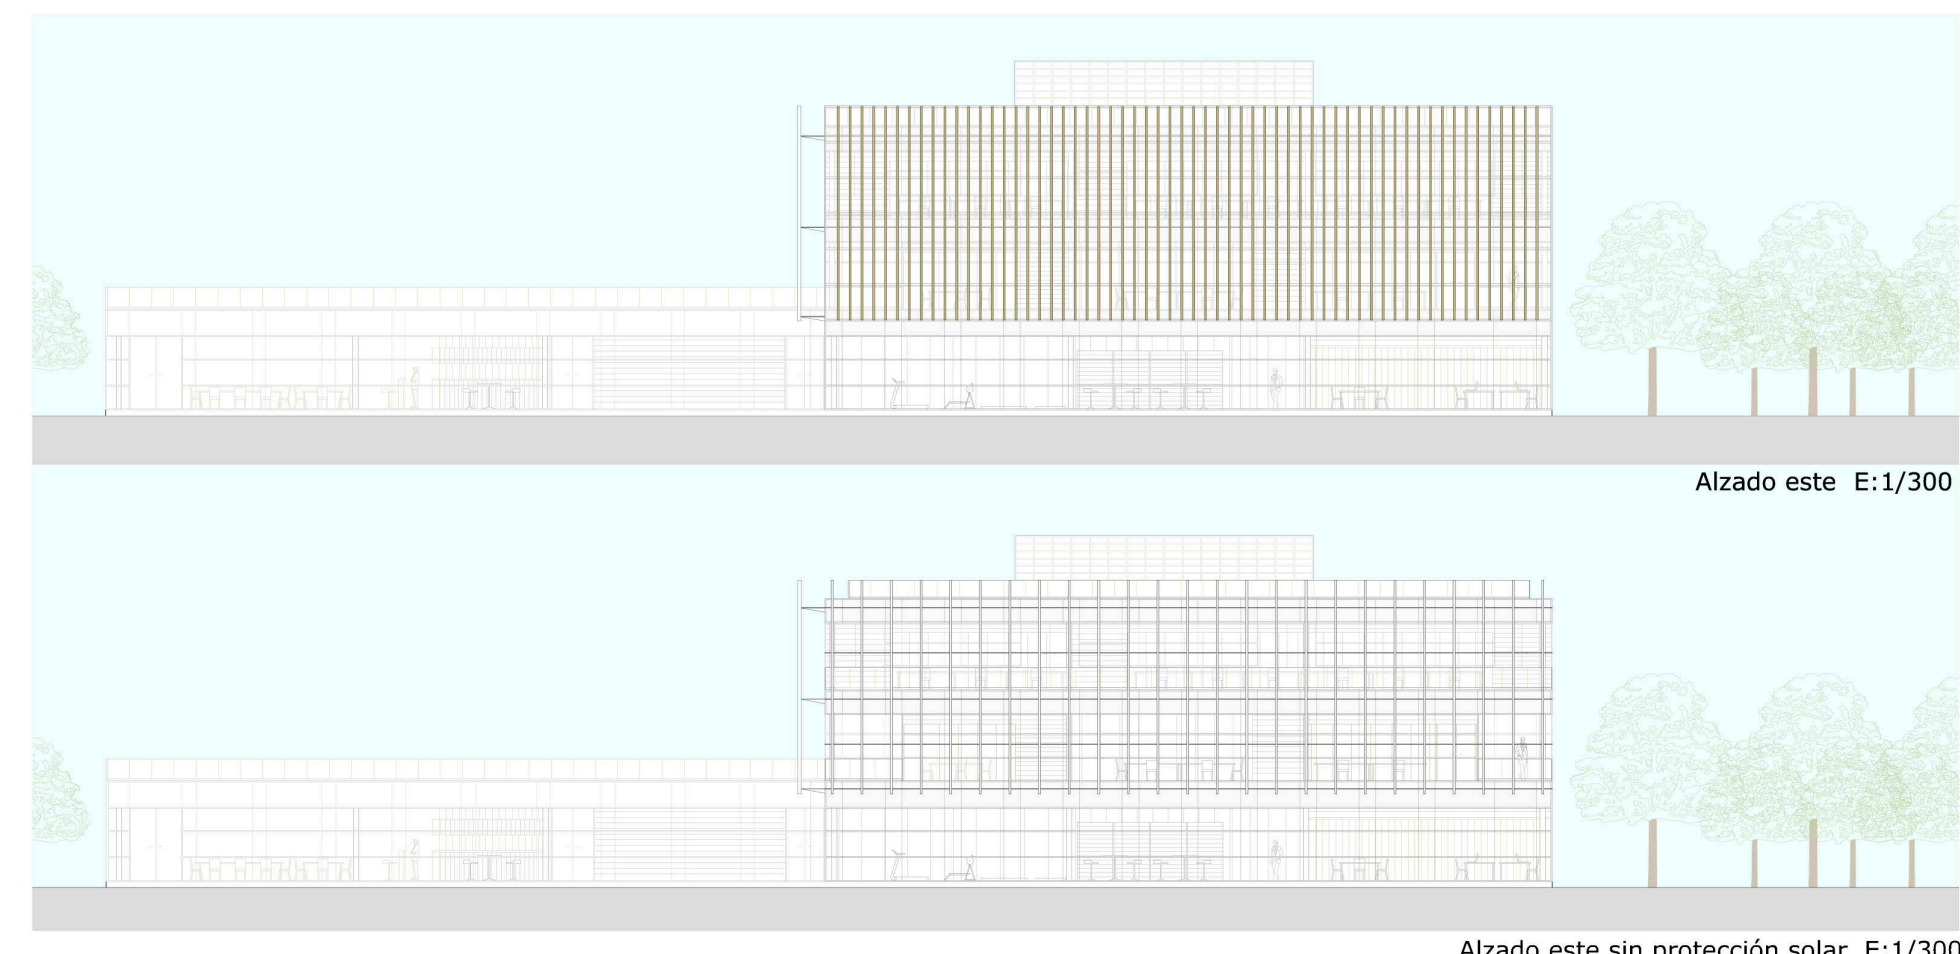 Alzado este E:1/300
Alzado este sin protección solar E:1/300